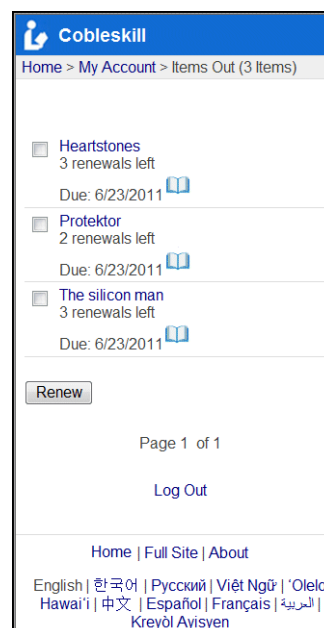 Cobleskill
Home > My Account > Items Out (3 Items)
Heartstones
3 renewals left
Due: 6/23/2011
Protektor
2 renewals left
Due: 6/23/2011
The silicon man
3 renewals left
Due: 6/23/2011
Renew
Page 1 of 1
Log Out
Home | Full Site | About
English | 한국어 | Русский | Việt Ngữ | 'Olelo
Hawai'i | 中文 | Español | Français | العربية |
Kreyòl Ayisyen